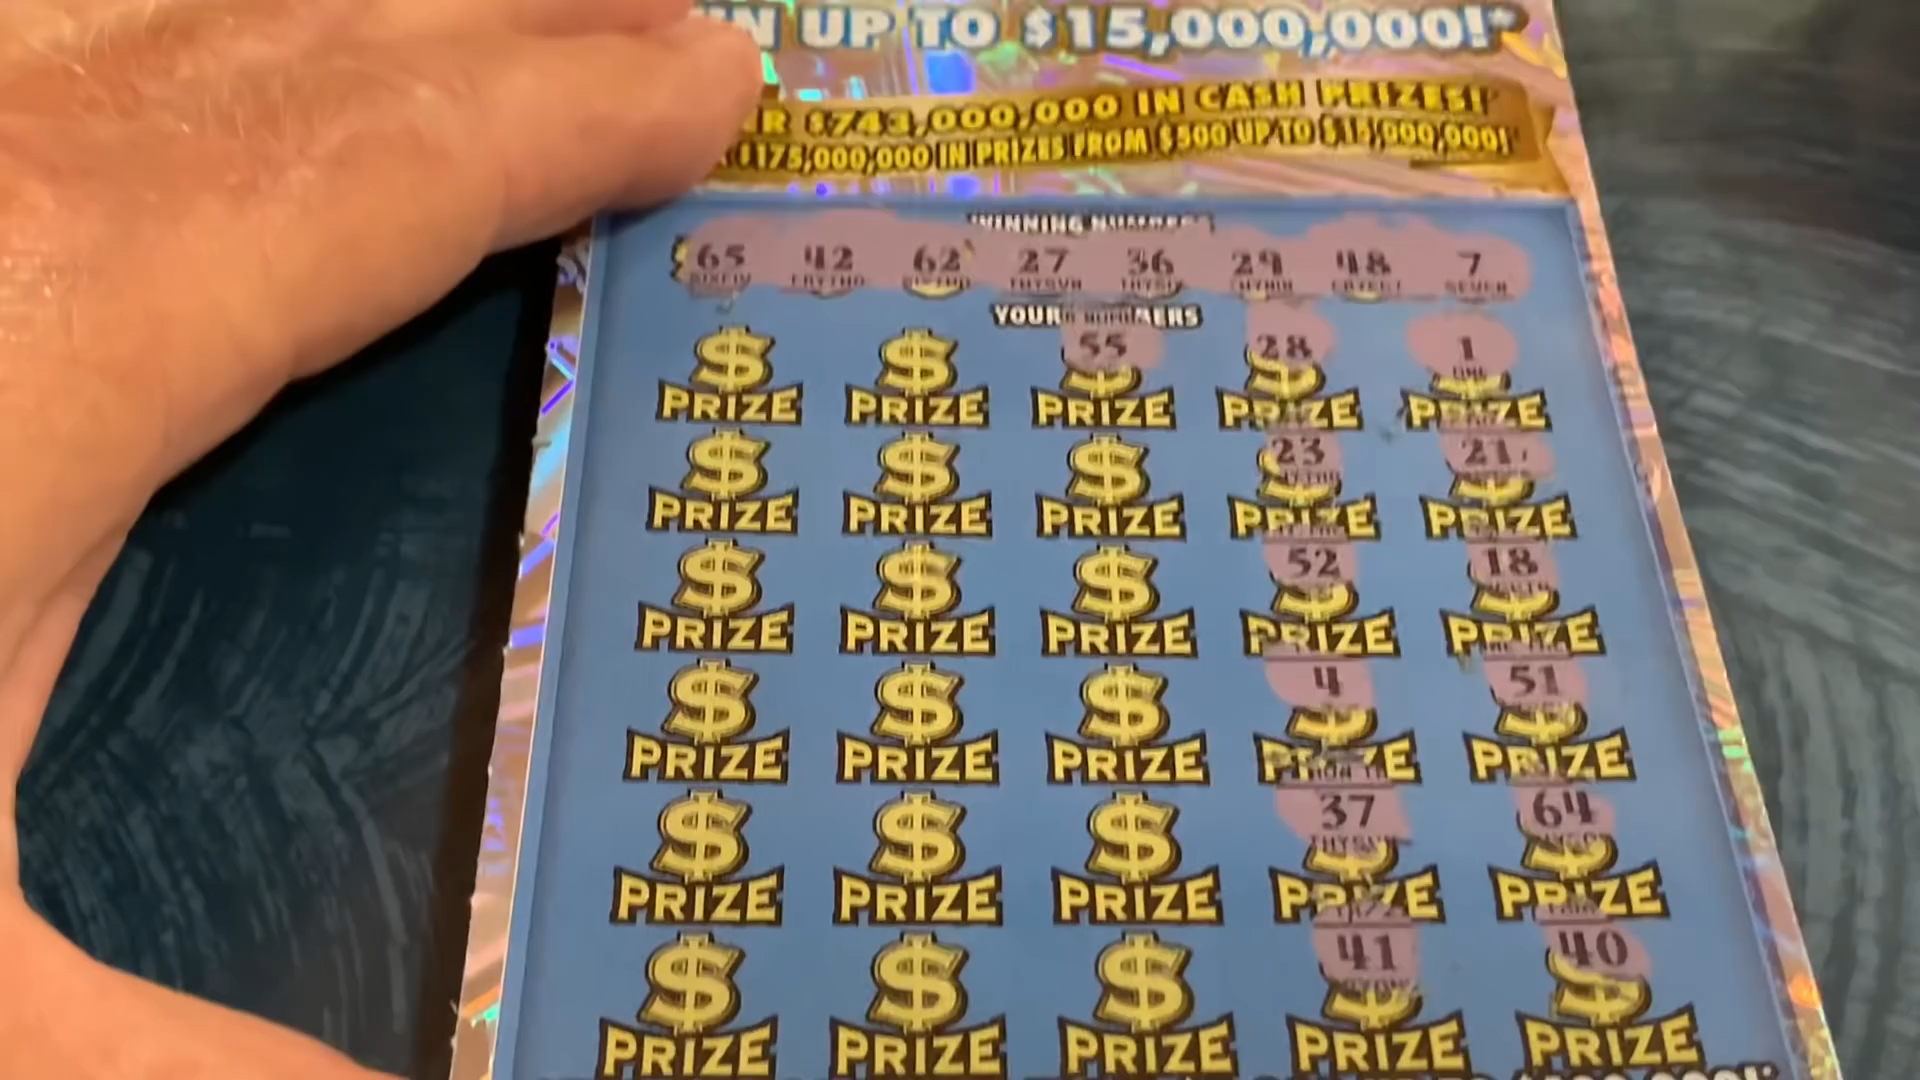 UP TO $15,000,000!*
$743,000,000 IN CASH PRIZES!*
$175,000,000 IN PRIZES FROM $500 UP TO $15,000,000!*
WINNING NUMBERS
65 42 62 27 36 29 48 7
SEVEN
YOUR NUMBERS
$ $ 55 28 1
ONE
PRIZE PRIZE PRIZE PRIZE PRIZE
$ $ $ 23 21
PRIZE PRIZE PRIZE PRIZE PRIZE
$ $ $ 52 18
PRIZE PRIZE PRIZE PRIZE PRIZE
$ $ $ 4 51
PRIZE PRIZE PRIZE PRIZE PRIZE
$ $ $ 37 64
PRIZE PRIZE PRIZE PRIZE PRIZE
$ $ $ 41 40
PRIZE PRIZE PRIZE PRIZE PRIZE